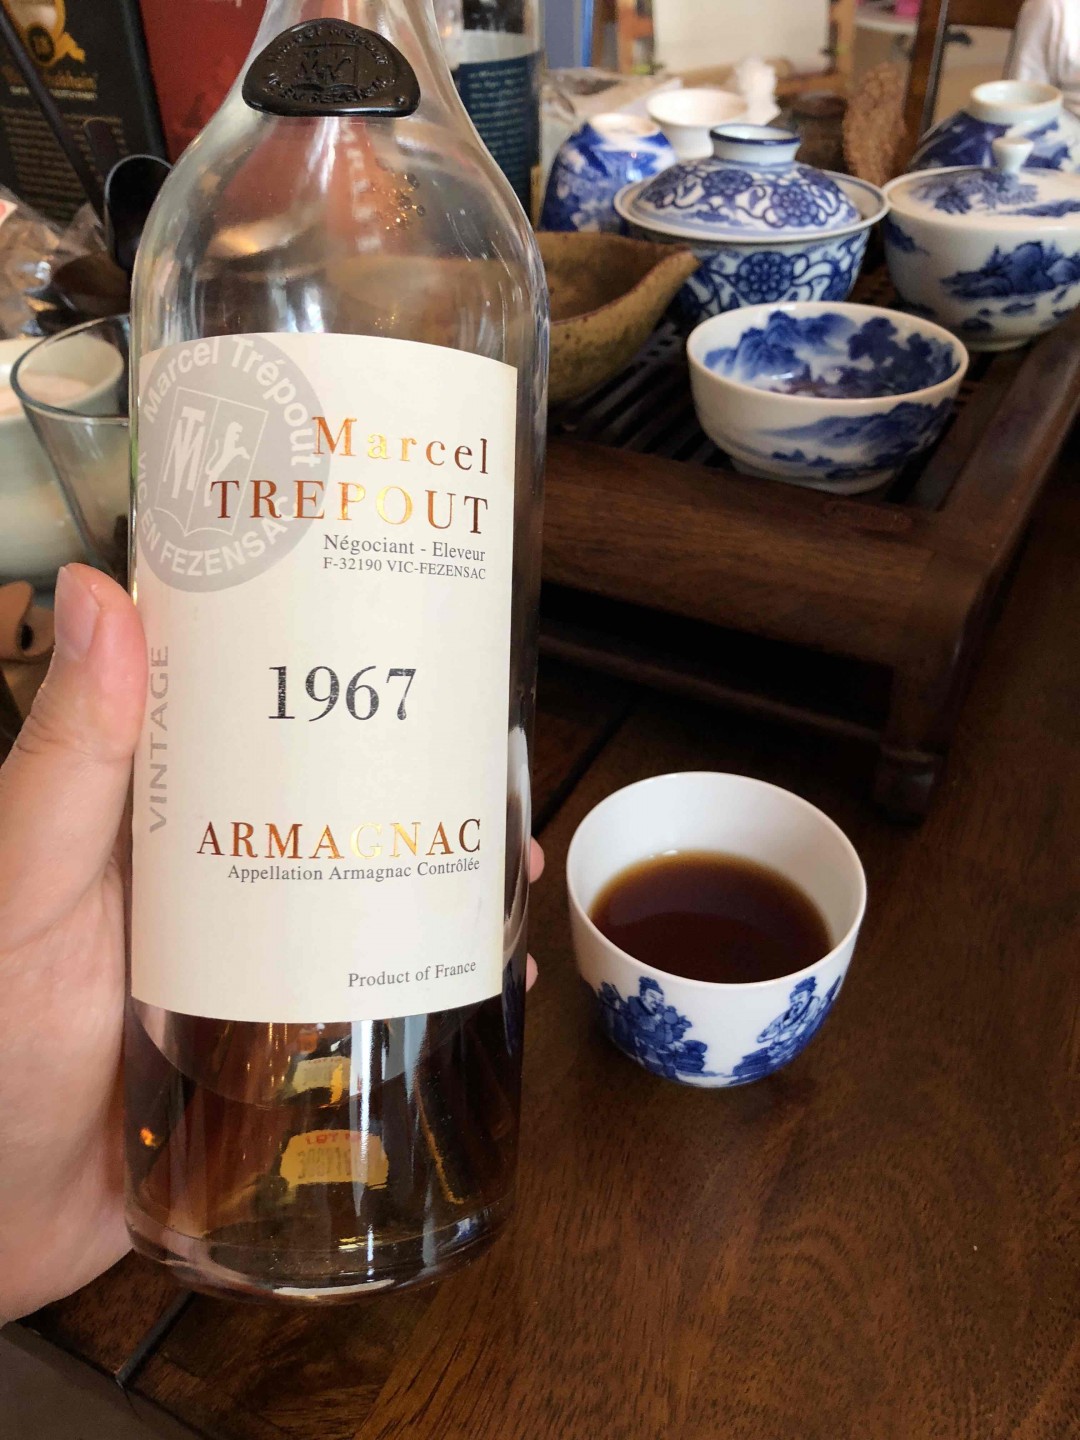 Marcel Trépout
VIC EN FEZENSAC
Marcel
TREPOUT
Négociant - Eleveur
F-32190 VIC-FEZENSAC
VINTAGE
1967
ARMAGNAC
Appellation Armagnac Contrôlée
Product of France